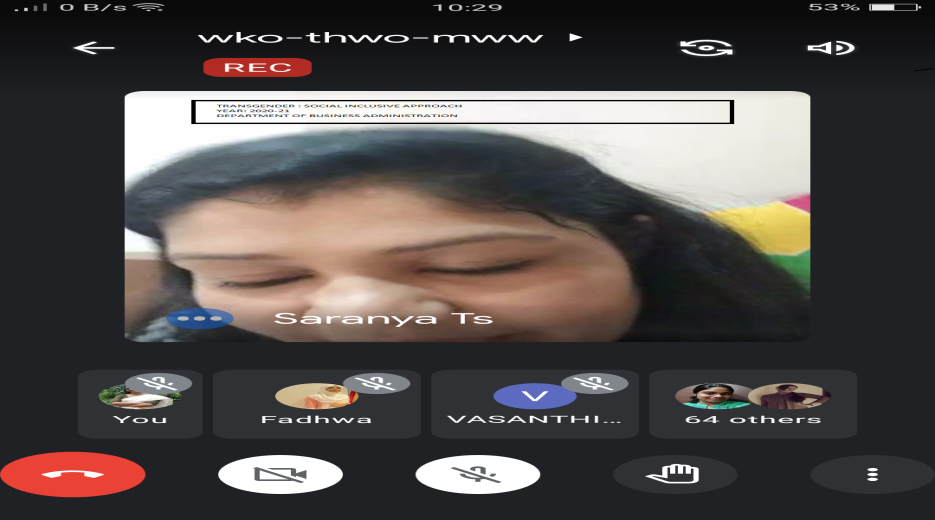 0 B/s
10:29
53%
wko-thwo-mww
REC
TRANSGENDER : SOCIAL INCLUSIVE APPROACH
YEAR: 2020-21
DEPARTMENT OF BUSINESS ADMINISTRATION
Saranya Ts
V
You
Fadhwa
VASANTHI...
64 others